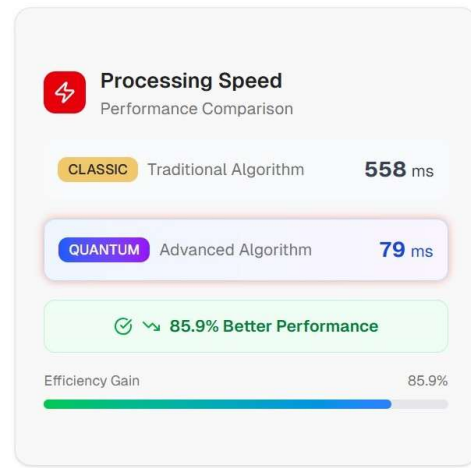 Processing Speed
Performance Comparison
CLASSIC Traditional Algorithm 558 ms
QUANTUM Advanced Algorithm 79 ms
85.9% Better Performance
Efficiency Gain 85.9%